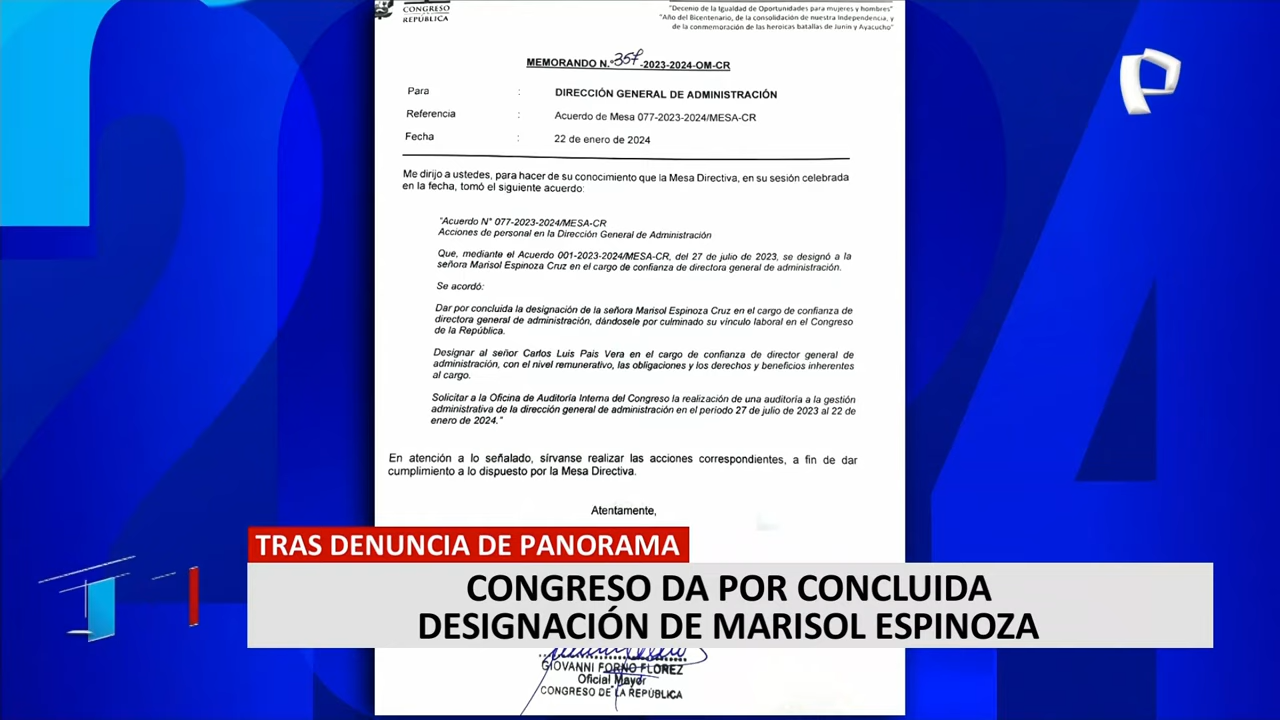 CONGRESO
REPÚBLICA
"Decenio de la Igualdad de Oportunidades para mujeres y hombres"
"Año del Bicentenario, de la consolidación de nuestra Independencia, y
de la conmemoración de las heroicas batallas de Junín y Ayacucho"
MEMORANDO N.° 357-2023-2024-OM-CR
Para : DIRECCIÓN GENERAL DE ADMINISTRACIÓN
Referencia : Acuerdo de Mesa 077-2023-2024/MESA-CR
Fecha : 22 de enero de 2024
Me dirijo a ustedes, para hacer de su conocimiento que la Mesa Directiva, en su sesión celebrada
en la fecha, tomó el siguiente acuerdo:
"Acuerdo N° 077-2023-2024/MESA-CR
Acciones de personal en la Dirección General de Administración
Que, mediante el Acuerdo 001-2023-2024/MESA-CR, del 27 de julio de 2023, se designó a la
señora Marisol Espinoza Cruz en el cargo de confianza de directora general de administración.
Se acordó:
Dar por concluida la designación de la señora Marisol Espinoza Cruz en el cargo de confianza de
directora general de administración, dándosele por culminado su vínculo laboral en el Congreso
de la República.
Designar al señor Carlos Luis Pais Vera en el cargo de confianza de director general de
administración, con el nivel remunerativo, las obligaciones y los derechos y beneficios inherentes
al cargo.
Solicitar a la Oficina de Auditoría Interna del Congreso la realización de una auditoría a la gestión
administrativa de la dirección general de administración en el periodo 27 de julio de 2023 al 22 de
enero de 2024."
En atención a lo señalado, sírvanse realizar las acciones correspondientes, a fin de dar
cumplimiento a lo dispuesto por la Mesa Directiva.
Atentamente,
TRAS DENUNCIA DE PANORAMA
CONGRESO DA POR CONCLUIDA
DESIGNACIÓN DE MARISOL ESPINOZA
GIOVANNI FORNO FLOREZ
Oficial Mayor
CONGRESO DE LA REPÚBLICA